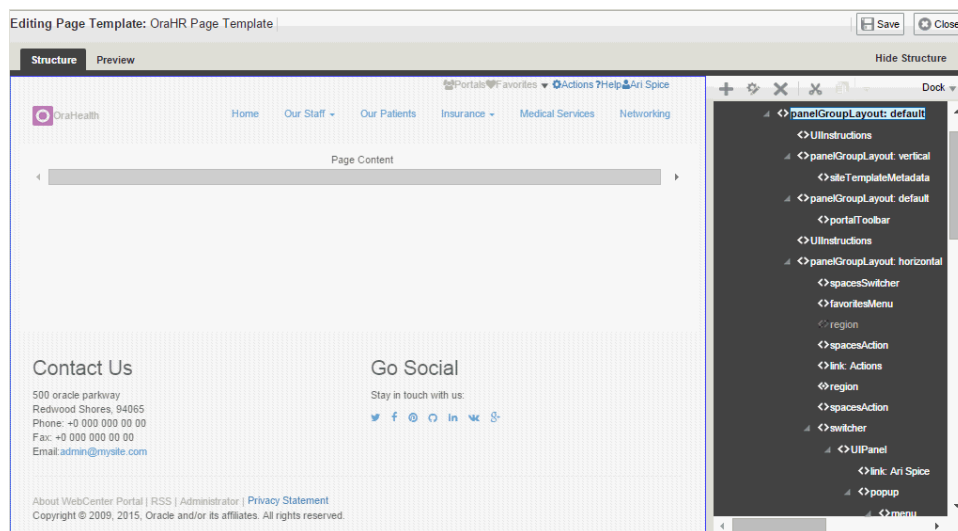 Editing Page Template: OraHR Page Template
Save
Close
Structure
Preview
Hide Structure
Portals Favorites Actions ?Help Ari Spice
OraHealth
Home
Our Staff
Our Patients
Insurance
Medical Services
Networking
Page Content
Contact Us
500 oracle parkway
Redwood Shores, 94065
Phone: +0 000 000 00 00
Fax: +0 000 000 00 00
Email:admin@mysite.com
Go Social
Stay in touch with us:
About WebCenter Portal | RSS | Administrator | Privacy Statement
Copyright © 2009, 2015, Oracle and/or its affiliates. All rights reserved.
Dock
<>panelGroupLayout: default
<>UIInstructions
<>panelGroupLayout: vertical
<>siteTemplateMetadata
<>panelGroupLayout: default
<>portalToolbar
<>UIInstructions
<>panelGroupLayout: horizontal
<>spacesSwitcher
<>favoritesMenu
<>region
<>spacesAction
<>link: Actions
<>region
<>spacesAction
<>switcher
<>UIPanel
<>link: Ari Spice
<>popup
<>menu